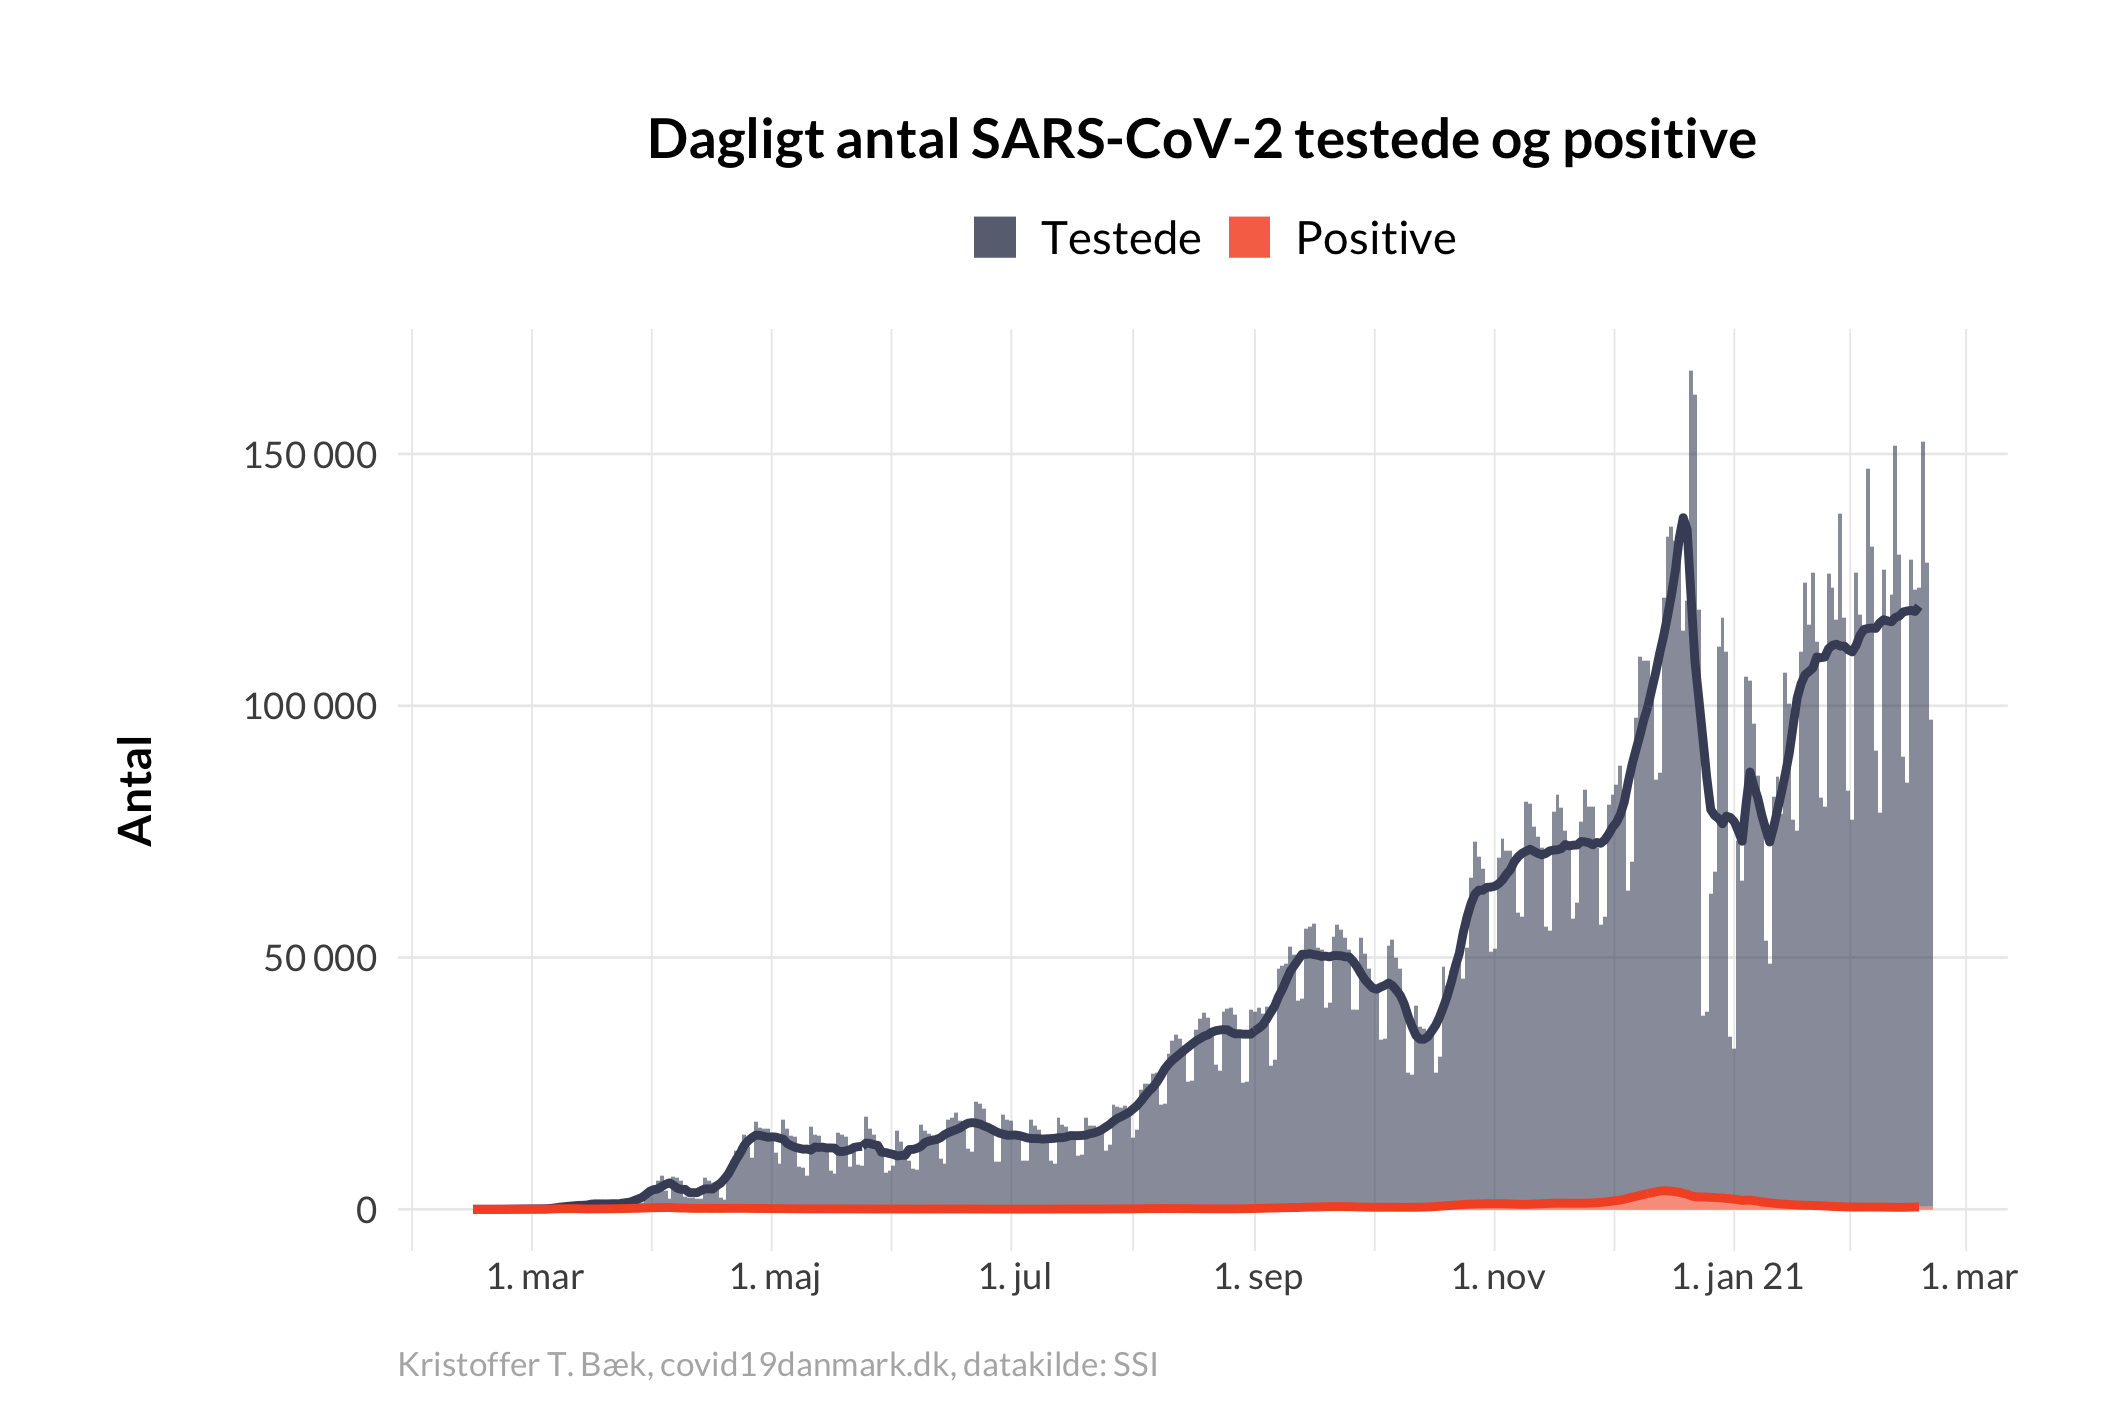 Dagligt antal SARS-CoV-2 testede og positive
Testede Positive
Antal
150 000
100 000
50 000
0
1. mar 1. maj 1. jul 1. sep 1. nov 1. jan 21 1. mar
Kristoffer T. Bæk, covid19danmark.dk, datakilde: SSI